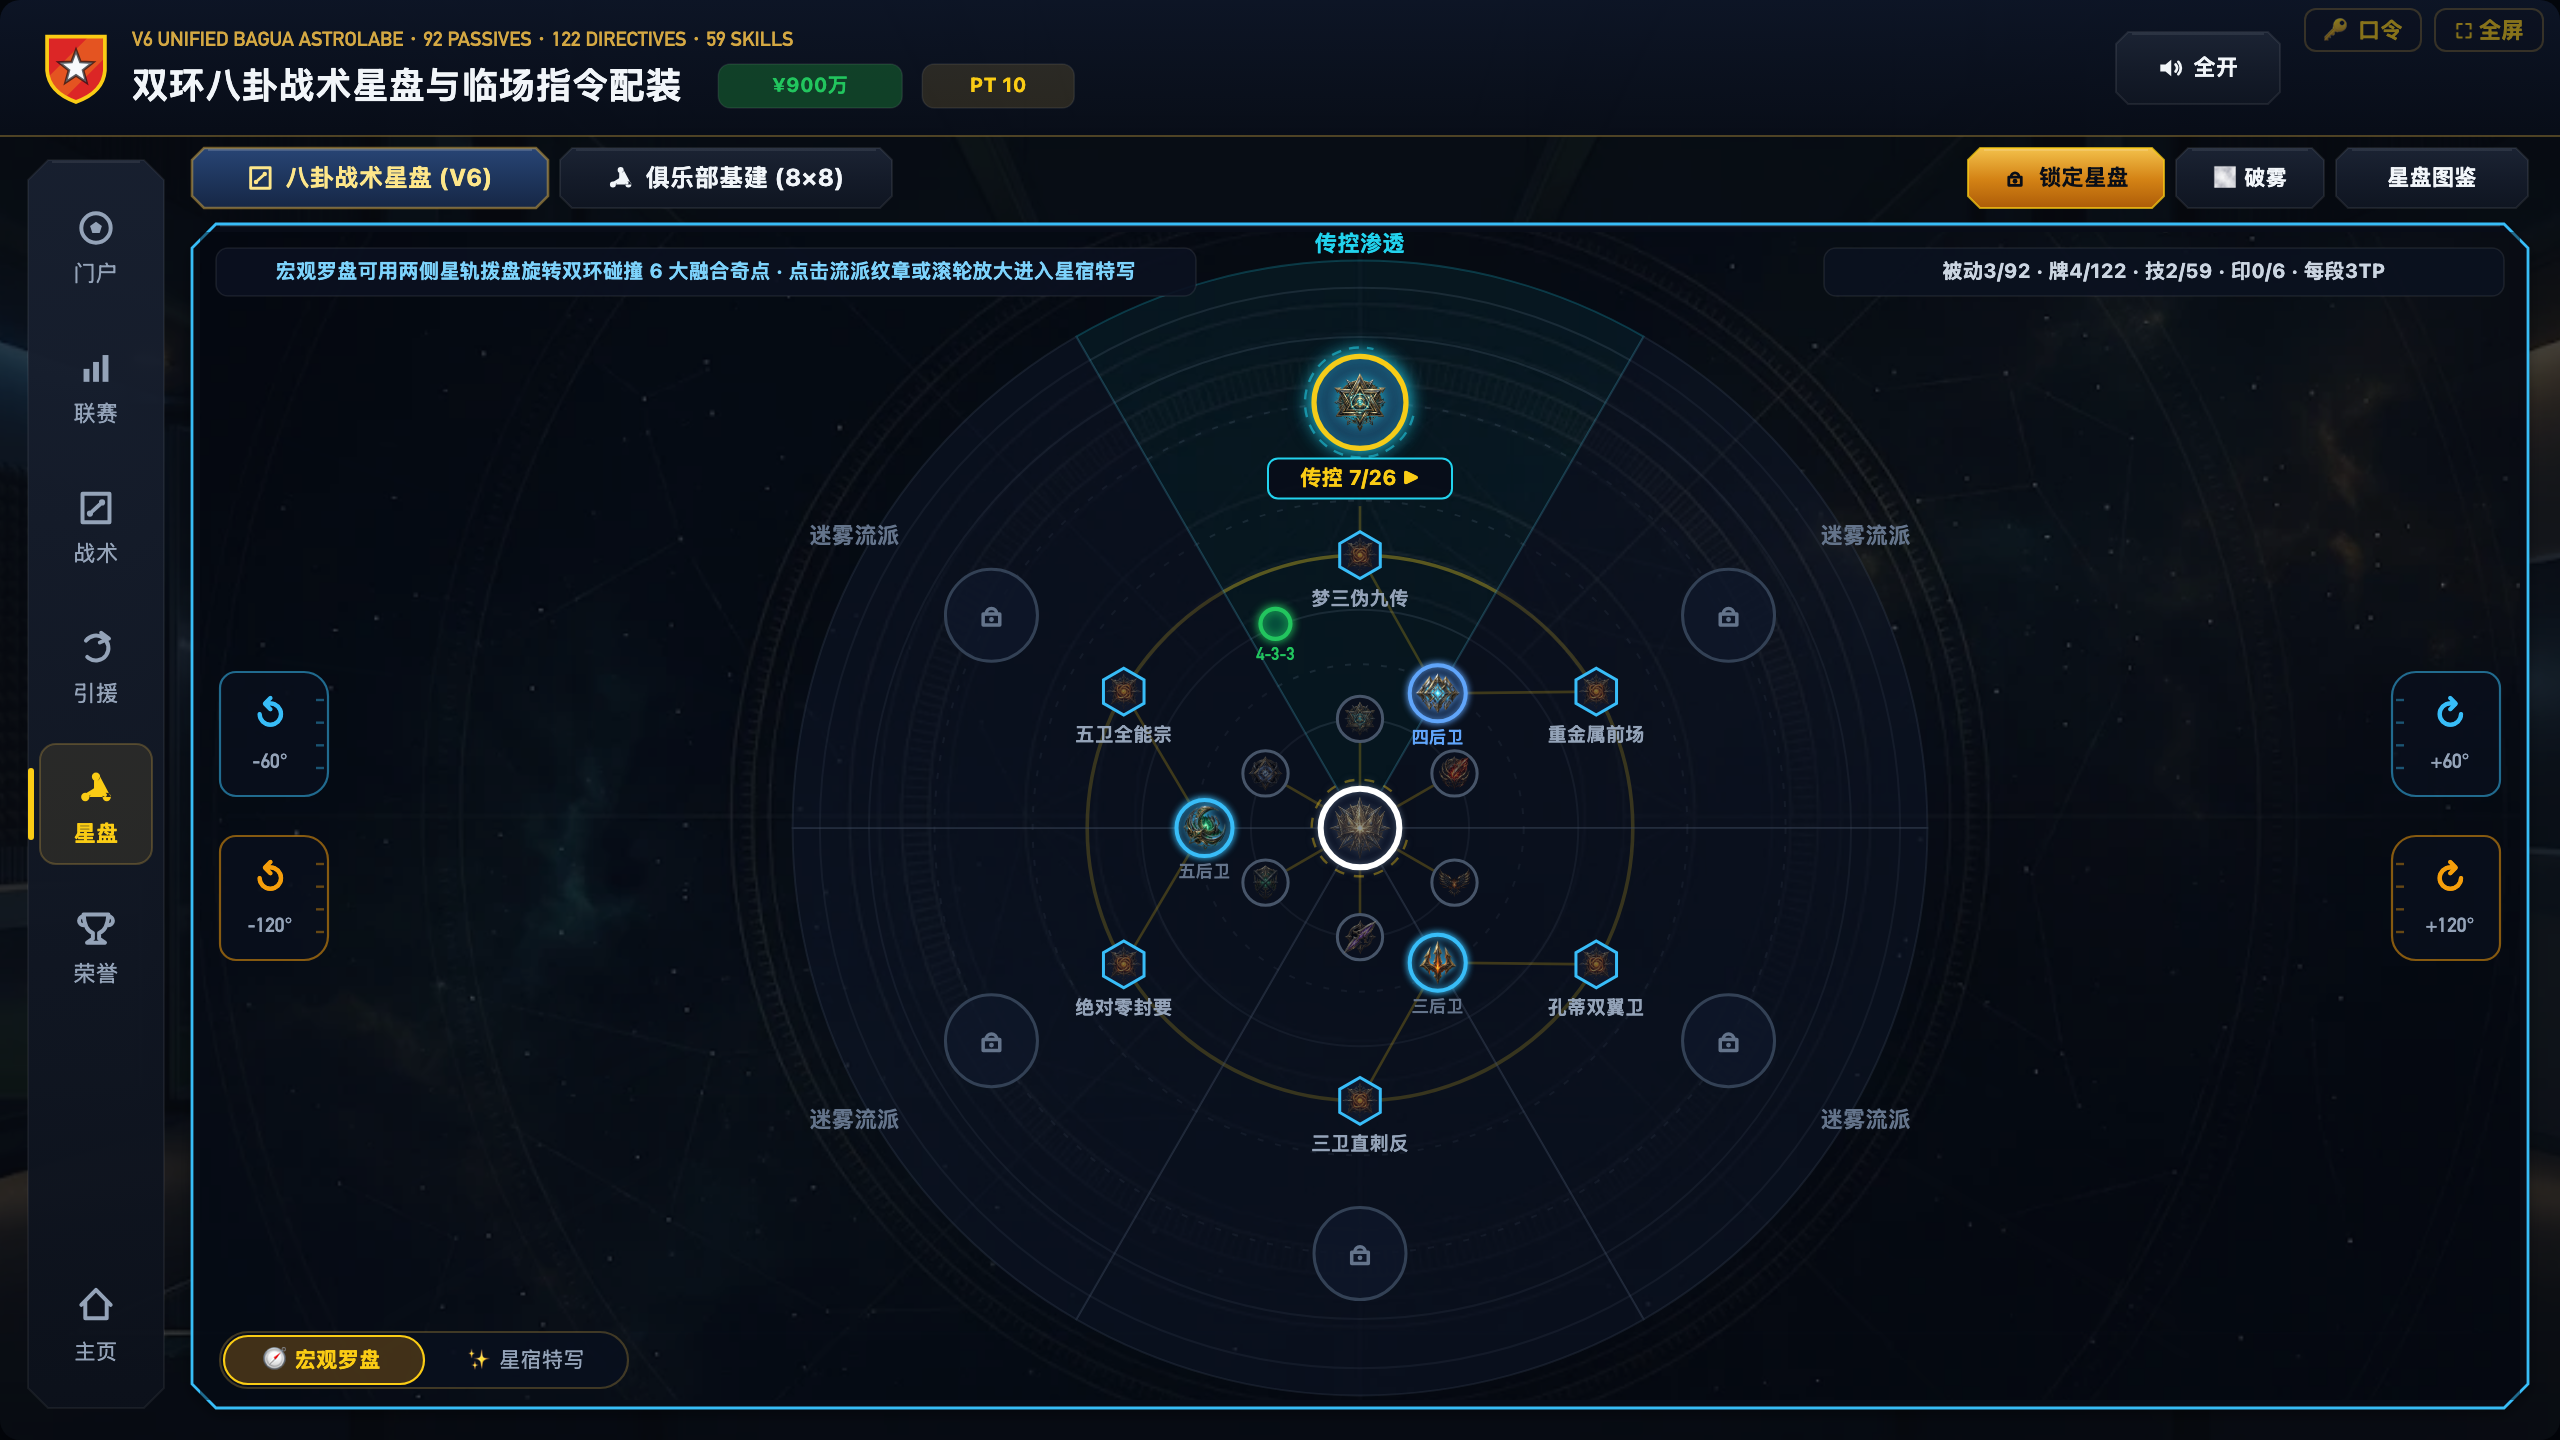 V6 UNIFIED BAGUA ASTROLABE · 92 PASSIVES · 122 DIRECTIVES · 59 SKILLS
双环八卦战术星盘与临场指令配装
¥900万
PT 10
全开
口令
全屏
八卦战术星盘 (V6)
俱乐部基建 (8×8)
锁定星盘
破雾
星盘图鉴
门户
联赛
战术
引援
星盘
荣誉
主页
宏观罗盘可用两侧星轨拨盘旋转双环碰撞 6 大融合奇点 · 点击流派纹章或滚轮放大进入星宿特写
传控渗透
被动3/92 · 牌4/122 · 技2/59 · 印0/6 · 每段3TP
传控 7/26 ▶
迷雾流派
迷雾流派
梦三伪九传
4-3-3
五卫全能宗
四后卫
重金属前场
-60°
+60°
五后卫
-120°
+120°
绝对零封要
三后卫
孔蒂双翼卫
迷雾流派
迷雾流派
三卫直刺反
宏观罗盘
星宿特写